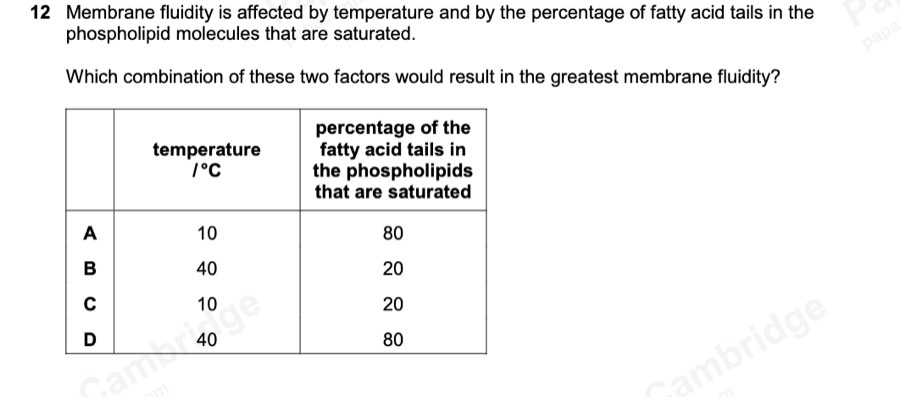 12 Membrane fluidity is affected by temperature and by the percentage of fatty acid tails in the
phospholipid molecules that are saturated.
Which combination of these two factors would result in the greatest membrane fluidity?
temperature
/°C
percentage of the
fatty acid tails in
the phospholipids
that are saturated
A 10 80
B 40 20
C 10 20
D 40 80
Cambridge
Cambridge
papa